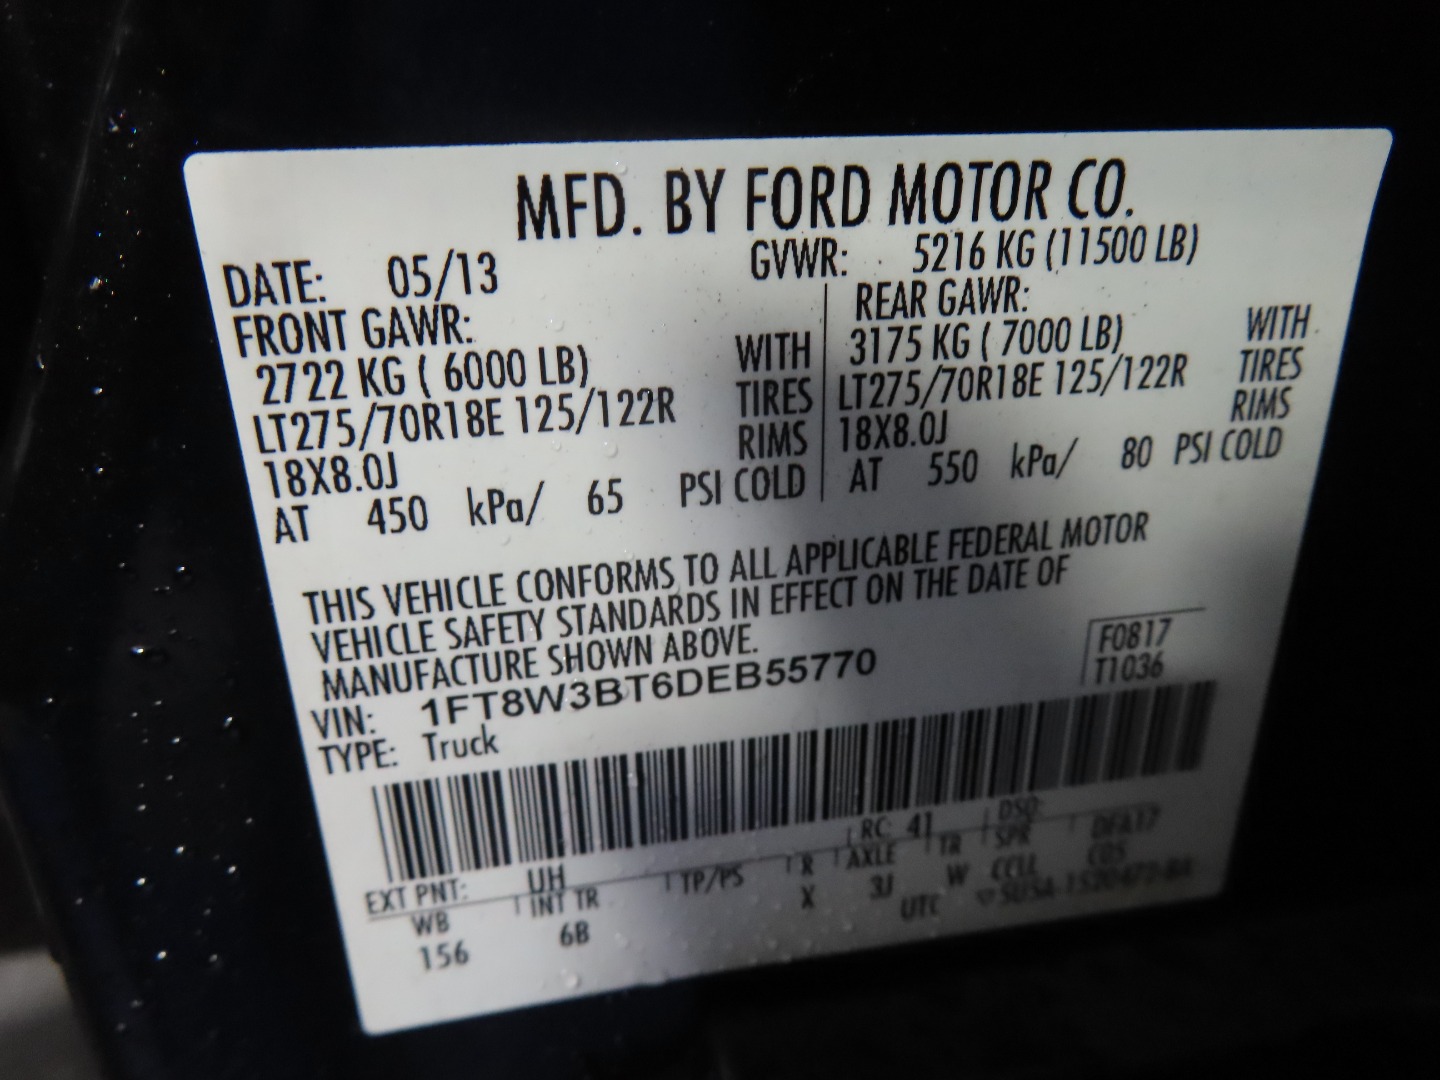 MFD. BY FORD MOTOR CO.
DATE: 05/13
GVWR: 5216 KG (11500 LB)
FRONT GAWR:
2722 KG ( 6000 LB) WITH
LT275/70R18E 125/122R TIRES
18X8.0J RIMS
AT 450 kPa/ 65 PSI COLD
REAR GAWR:
3175 KG ( 7000 LB) WITH
LT275/70R18E 125/122R TIRES
18X8.0J RIMS
AT 550 kPa/ 80 PSI COLD
THIS VEHICLE CONFORMS TO ALL APPLICABLE FEDERAL MOTOR
VEHICLE SAFETY STANDARDS IN EFFECT ON THE DATE OF
MANUFACTURE SHOWN ABOVE.
VIN: 1FT8W3BT6DEB55770
TYPE: Truck
F0817
T1036
EXT PNT: UH RC: 41 DSO:
WB INT TR TP/PS R AXLE TR SPR
156 6B X 3J W CCLL
UTC